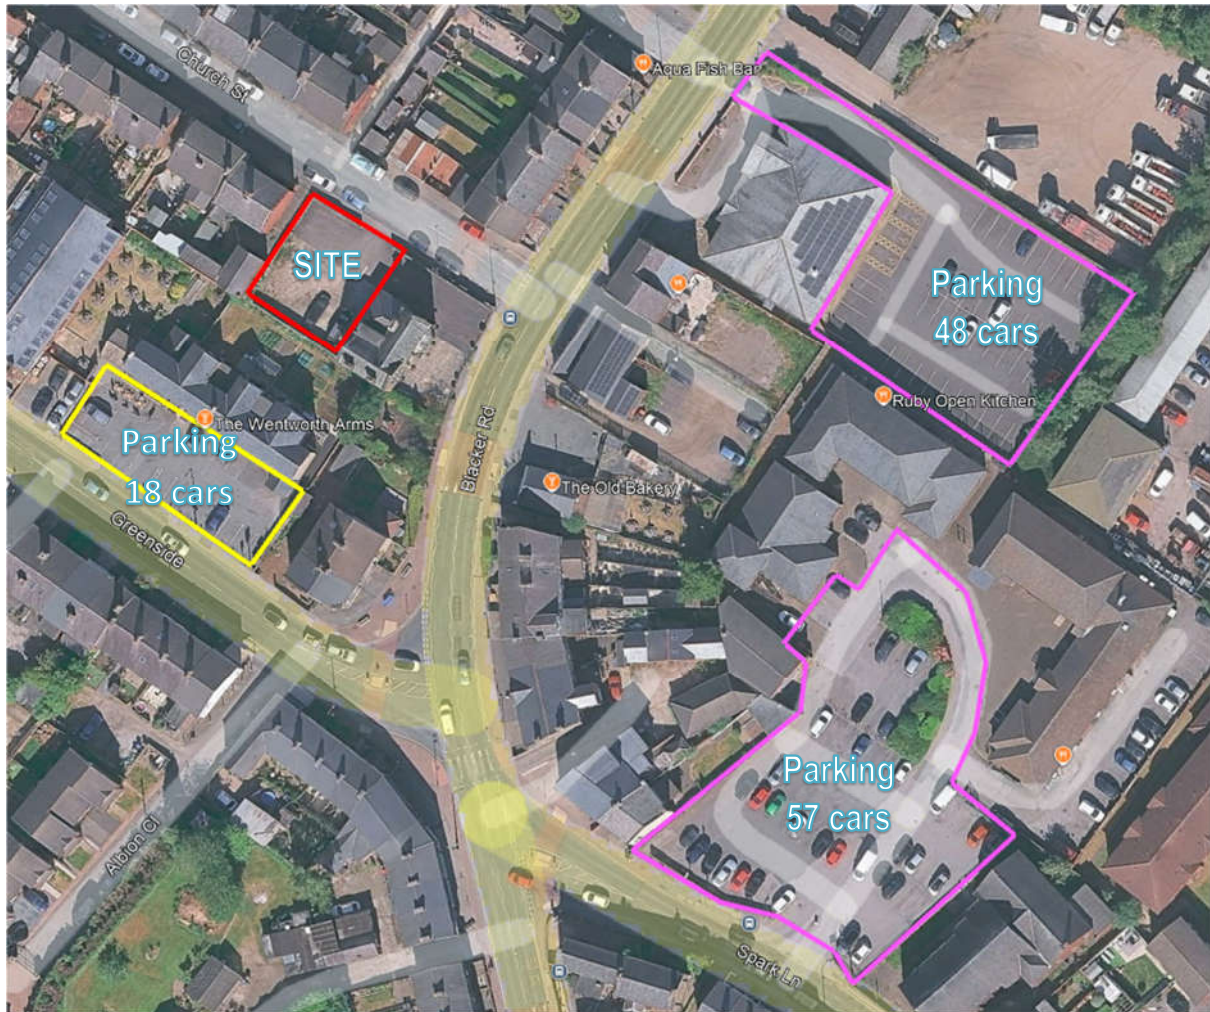 Church St
Aqua Fish Bar
SITE
Parking
48 cars
Ruby Open Kitchen
The Wentworth Arms
Parking
18 cars
Blacker Rd
The Old Bakery
Greenside
Parking
57 cars
Albion Cl
Spark Ln